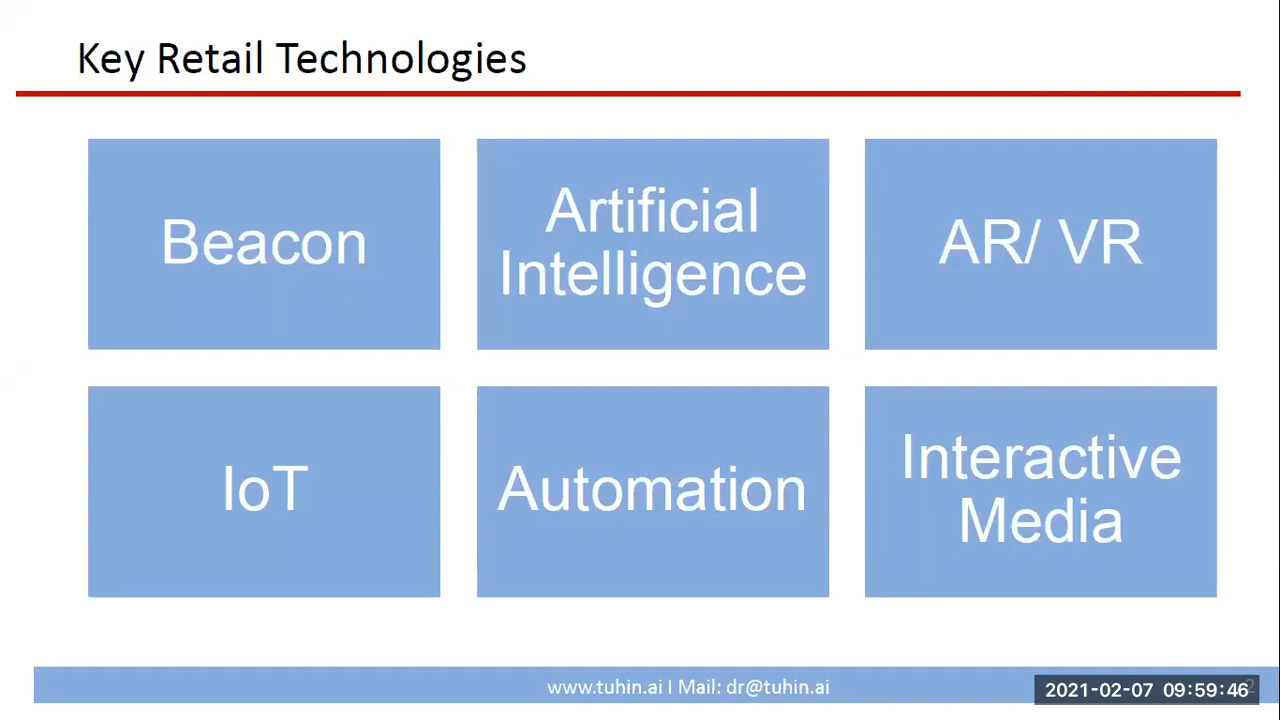 Key Retail Technologies
Beacon
Artificial
Intelligence
AR/ VR
IoT
Automation
Interactive
Media
www.tuhin.ai I Mail: dr@tuhin.ai
2021-02-07 09:59:46
2